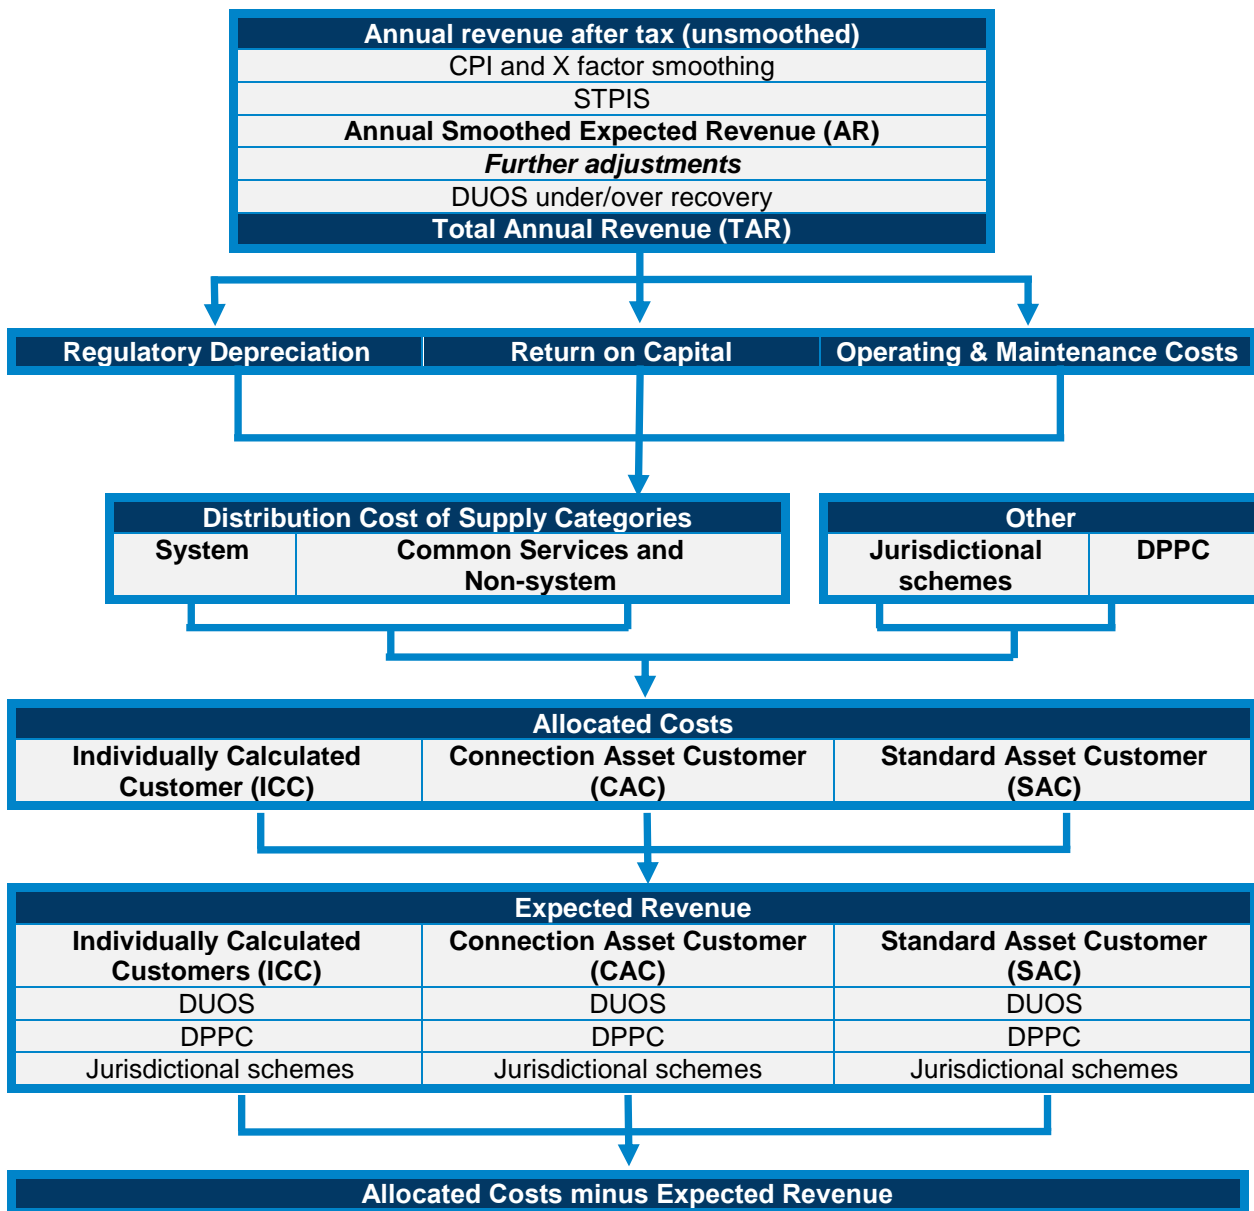 Annual revenue after tax (unsmoothed)
CPI and X factor smoothing
STPIS
Annual Smoothed Expected Revenue (AR)
Further adjustments
DUOS under/over recovery
Total Annual Revenue (TAR)
Regulatory Depreciation
Return on Capital
Operating & Maintenance Costs
Distribution Cost of Supply Categories
System
Common Services and
Non-system
Other
Jurisdictional
schemes
DPPC
Allocated Costs
Individually Calculated
Customer (ICC)
Connection Asset Customer
(CAC)
Standard Asset Customer
(SAC)
Expected Revenue
Individually Calculated
Customers (ICC)
Connection Asset Customer
(CAC)
Standard Asset Customer
(SAC)
DUOS
DUOS
DUOS
DPPC
DPPC
DPPC
Jurisdictional schemes
Jurisdictional schemes
Jurisdictional schemes
Allocated Costs minus Expected Revenue